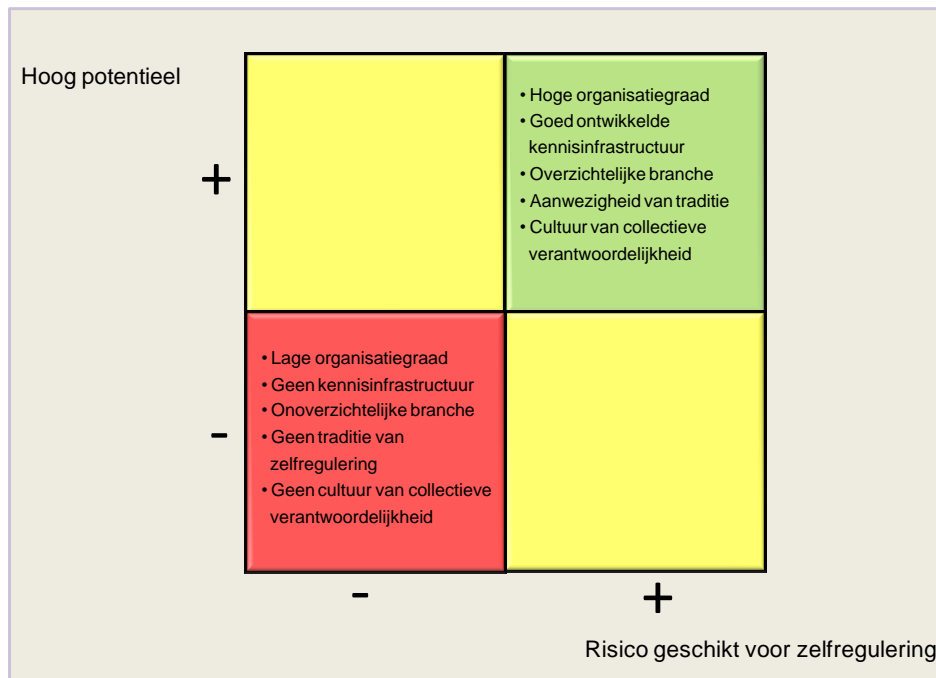 Hoog potentieel
• Hoge organisatiegraad
• Goed ontwikkelde
kennisinfrastructuur
• Overzichtelijke branche
• Aanwezigheid van traditie
• Cultuur van collectieve
verantwoordelijkheid
+
• Lage organisatiegraad
• Geen kennisinfrastructuur
• Onoverzichtelijke branche
• Geen traditie van
zelfregulering
• Geen cultuur van collectieve
verantwoordelijkheid
-
- +
Risico geschikt voor zelfregulering